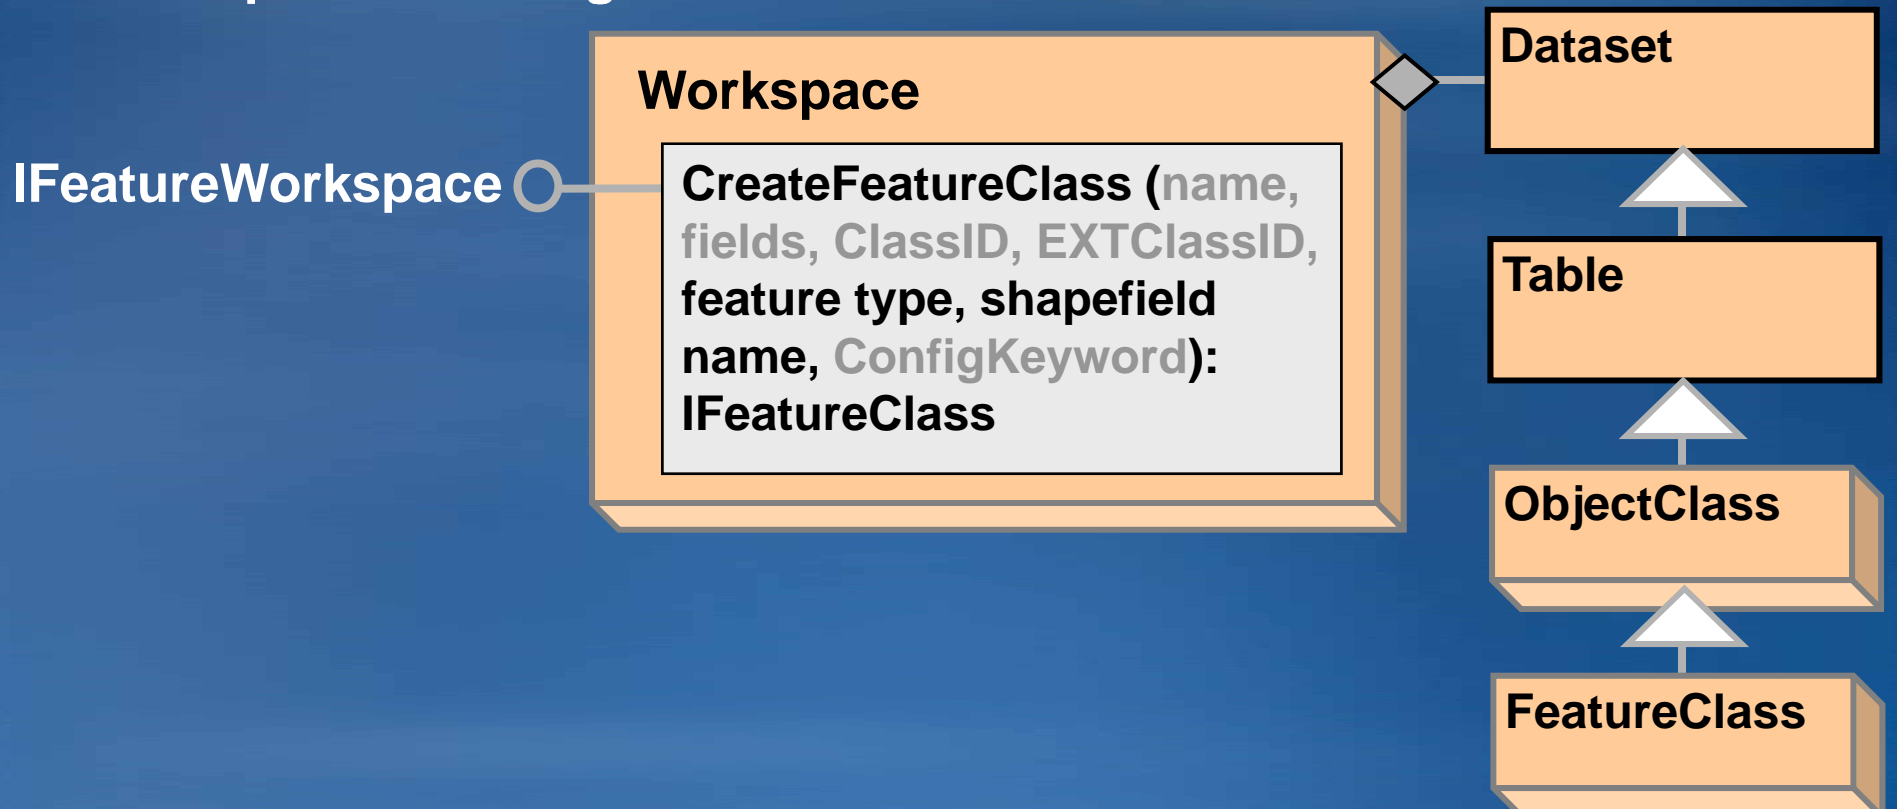 Workspace
IFeatureWorkspace
CreateFeatureClass (name,
fields, ClassID, EXTClassID,
feature type, shapefield
name, ConfigKeyword):
IFeatureClass
Dataset
Table
ObjectClass
FeatureClass